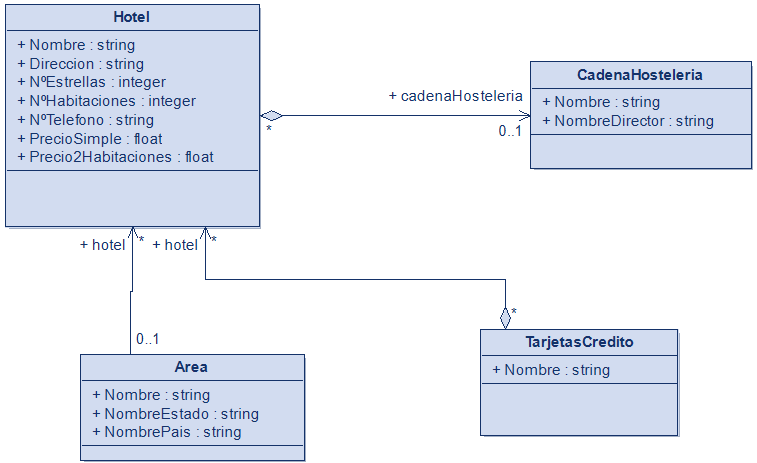 Hotel
+ Nombre : string
+ Direccion : string
+ NºEstrellas : integer
+ NºHabitaciones : integer
+ NºTelefono : string
+ PrecioSimple : float
+ Precio2Habitaciones : float
+ cadenaHosteleria
*
0..1
CadenaHosteleria
+ Nombre : string
+ NombreDirector : string
+ hotel
*
+ hotel
*
0..1
*
Area
+ Nombre : string
+ NombreEstado : string
+ NombrePais : string
TarjetasCredito
+ Nombre : string